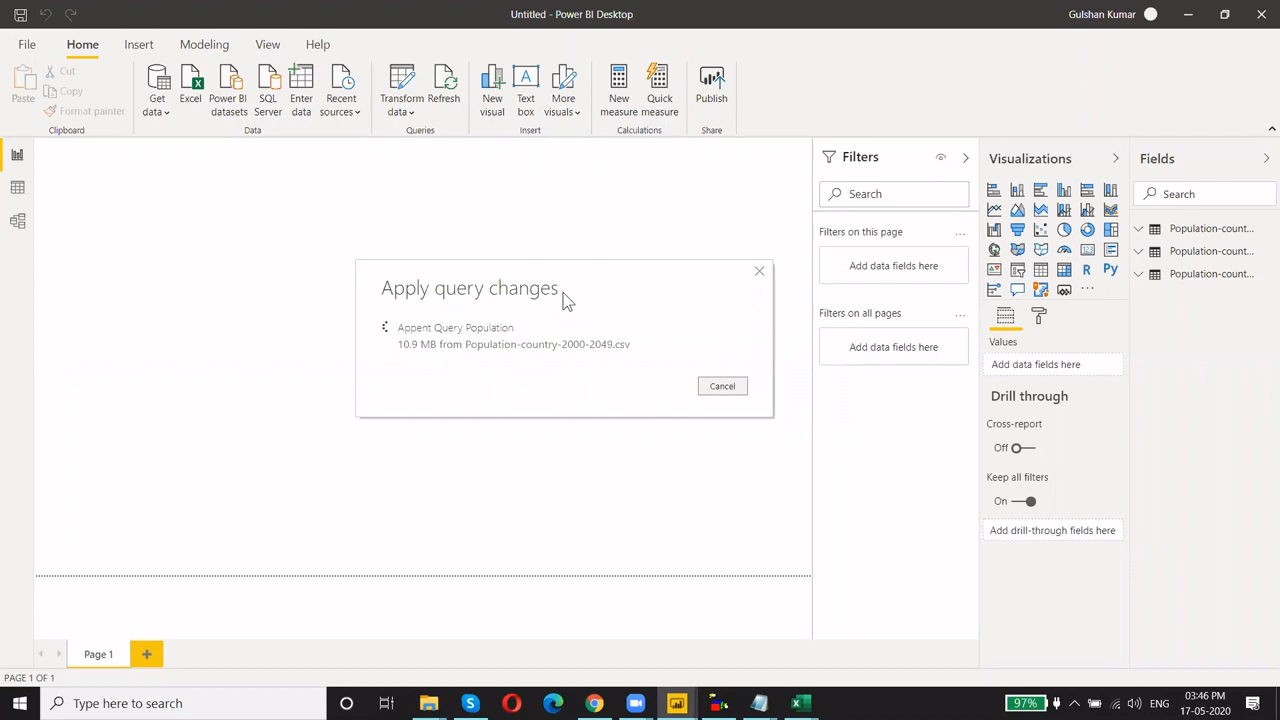 Untitled - Power BI Desktop
Gulshan Kumar
File
Home
Insert
Modeling
View
Help
Paste
Cut
Copy
Format painter
Clipboard
Get
data
Excel
Power BI
datasets
SQL
Server
Enter
data
Recent
sources
Data
Transform
data
Refresh
Queries
New
visual
A
Text
box
More
visuals
Insert
New
measure
Quick
measure
Calculations
Publish
Share
Filters
Search
Filters on this page
...
Add data fields here
Filters on all pages
...
Add data fields here
Visualizations
R
Py
...
Values
Add data fields here
Drill through
Cross-report
Off
Keep all filters
On
Add drill-through fields here
Fields
Search
Population-count...
Population-count...
Population-count...
Apply query changes
Appent Query Population
10.9 MB from Population-country-2000-2049.csv
Cancel
Page 1
PAGE 1 OF 1
Type here to search
97%
ENG
03:46 PM
17-05-2020